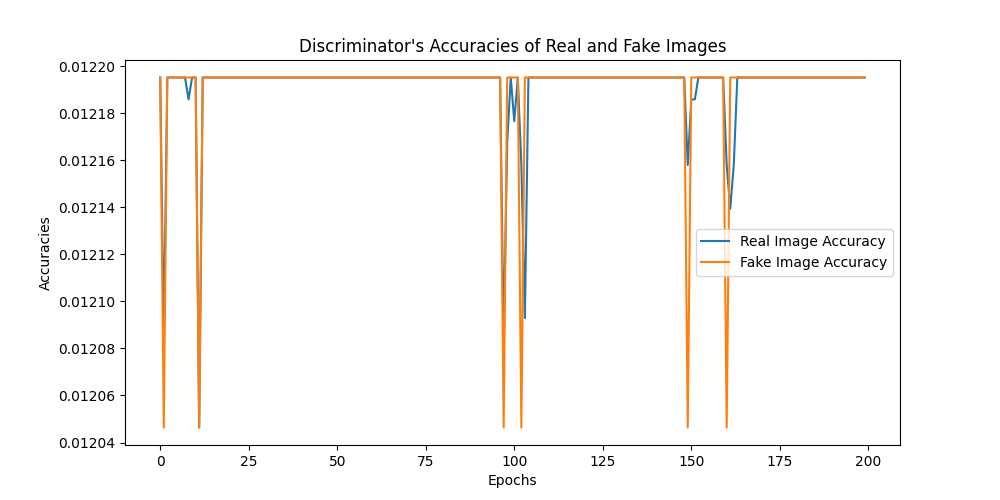 Discriminator's Accuracies of Real and Fake Images
0.01220
0.01218
0.01216
0.01214
0.01212
0.01210
0.01208
0.01206
0.01204
Accuracies
Real Image Accuracy
Fake Image Accuracy
0 25 50 75 100 125 150 175 200
Epochs